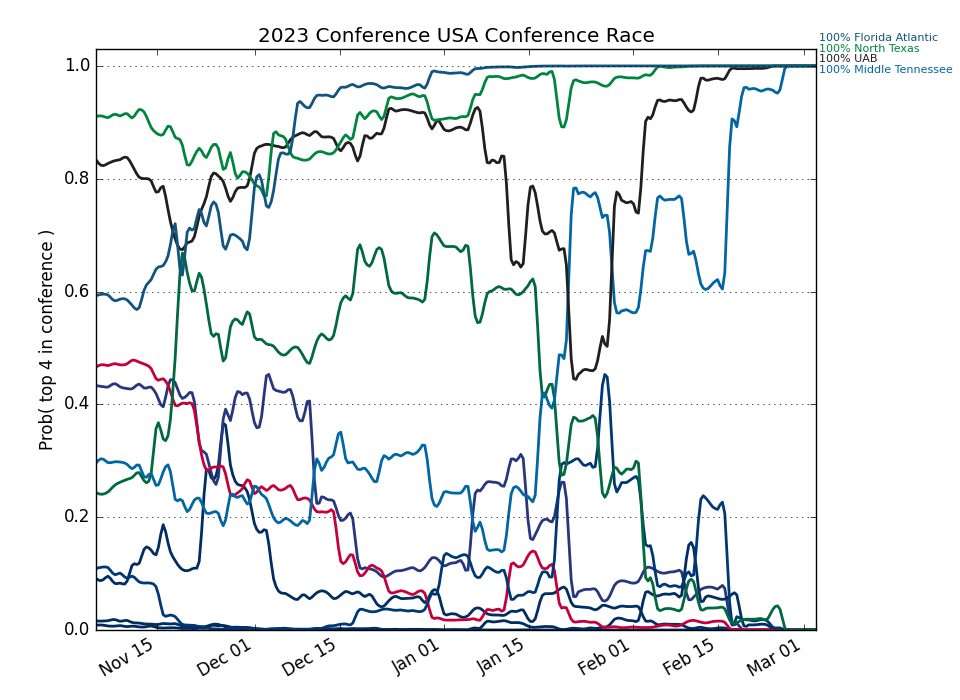 2023 Conference USA Conference Race
100% Florida Atlantic
100% North Texas
100% UAB
100% Middle Tennessee
Prob( top 4 in conference )
1.0
0.8
0.6
0.4
0.2
0.0
Nov 15
Dec 01
Dec 15
Jan 01
Jan 15
Feb 01
Feb 15
Mar 01